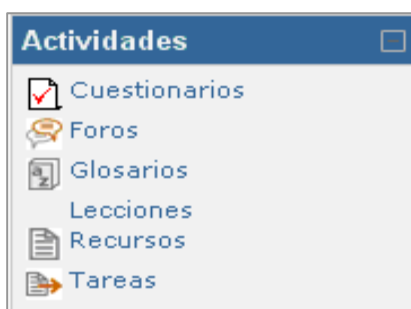 Actividades
Cuestionarios
Foros
Glosarios
Lecciones
Recursos
Tareas